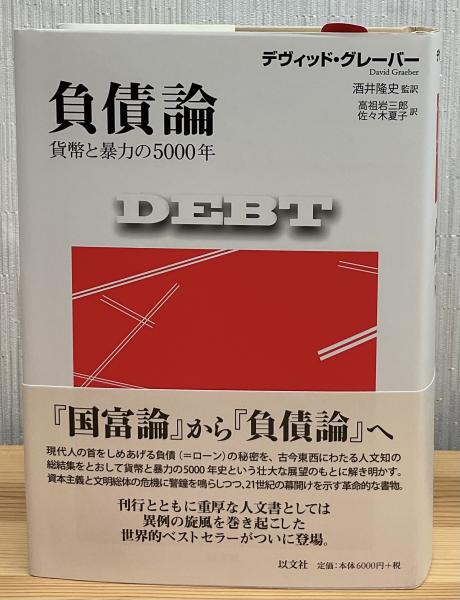 デヴィッド・グレーバー
David Graeber
酒井隆史 監訳
高祖岩三郎
佐々木夏子 訳
負債論
貨幣と暴力の5000年
DEBT
『国富論』から『負債論』へ
現代人の首をしめあげる負債(=ローン)の秘密を、古今東西にわたる人文知の
総結集をとおして貨幣と暴力の5000年史という壮大な展望のもとに解き明かす。
資本主義と文明総体の危機に警鐘を鳴らしつつ、21世紀の幕開けを示す革命的な書物。
刊行とともに重厚な人文書としては
異例の旋風を巻き起こした
世界的ベストセラーがついに登場。
以文社 定価:本体6000円+税